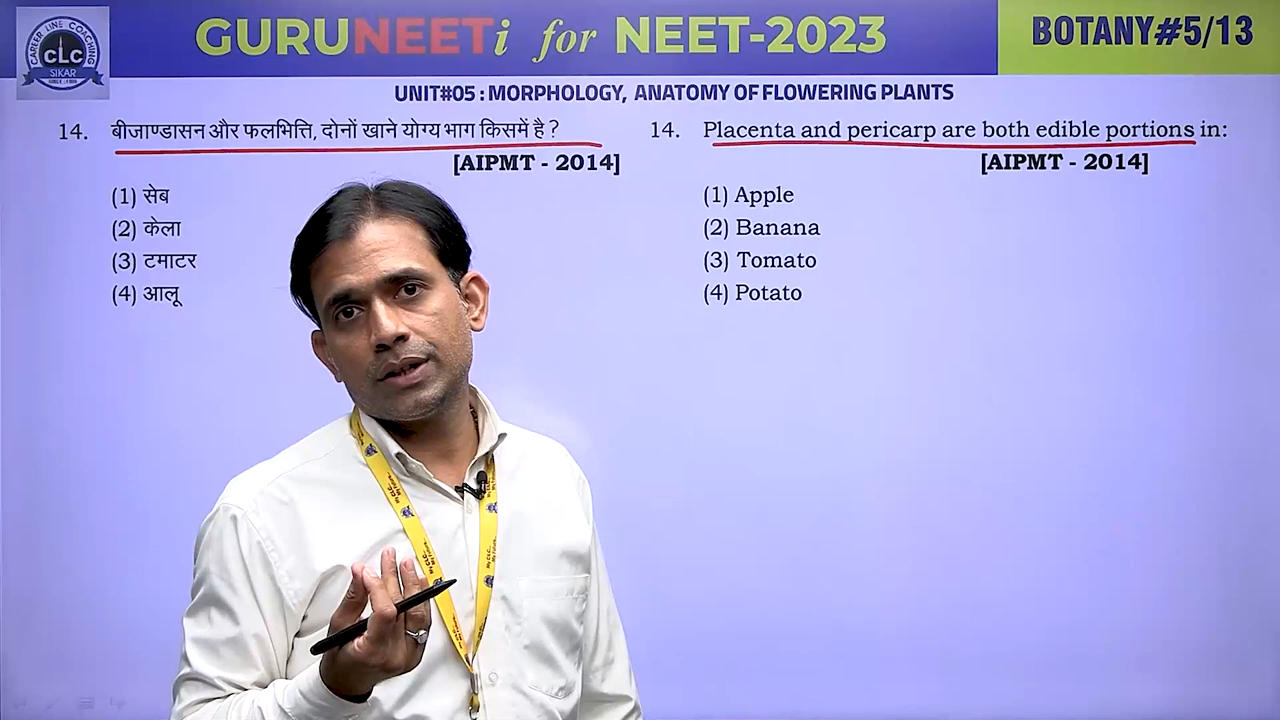 CAREER LINE COACHING
CLC
SIKAR
GURUNEETi for NEET-2023
BOTANY#5/13
UNIT#05 : MORPHOLOGY, ANATOMY OF FLOWERING PLANTS
14. बीजाण्डासन और फलभित्ति, दोनों खाने योग्य भाग किसमें है ?
[AIPMT - 2014]
(1) सेब
(2) केला
(3) टमाटर
(4) आलू
14. Placenta and pericarp are both edible portions in:
[AIPMT - 2014]
(1) Apple
(2) Banana
(3) Tomato
(4) Potato